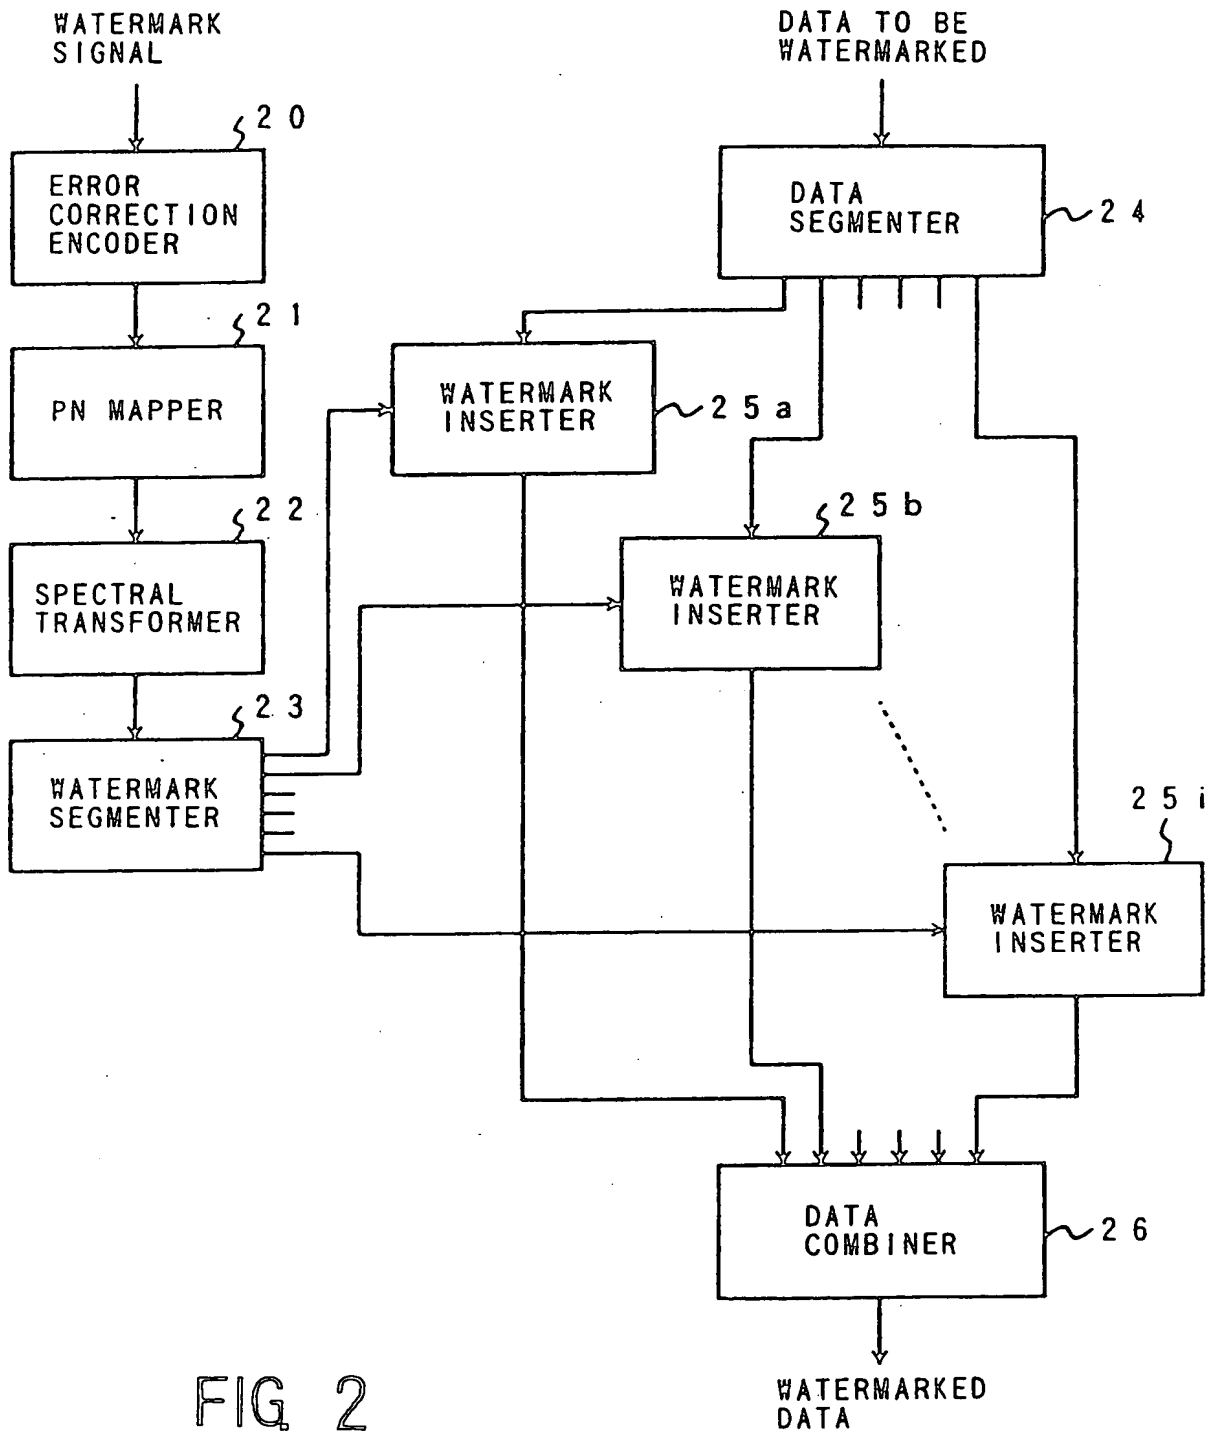 WATERMARK
SIGNAL
DATA TO BE
WATERMARKED
20
ERROR
CORRECTION
ENCODER
DATA
SEGMENTER
24
21
PN MAPPER
WATERMARK
INSERTER
25a
22
SPECTRAL
TRANSFORMER
25b
WATERMARK
INSERTER
23
WATERMARK
SEGMENTER
25i
WATERMARK
INSERTER
DATA
COMBINER
26
WATERMARKED
DATA
FIG. 2